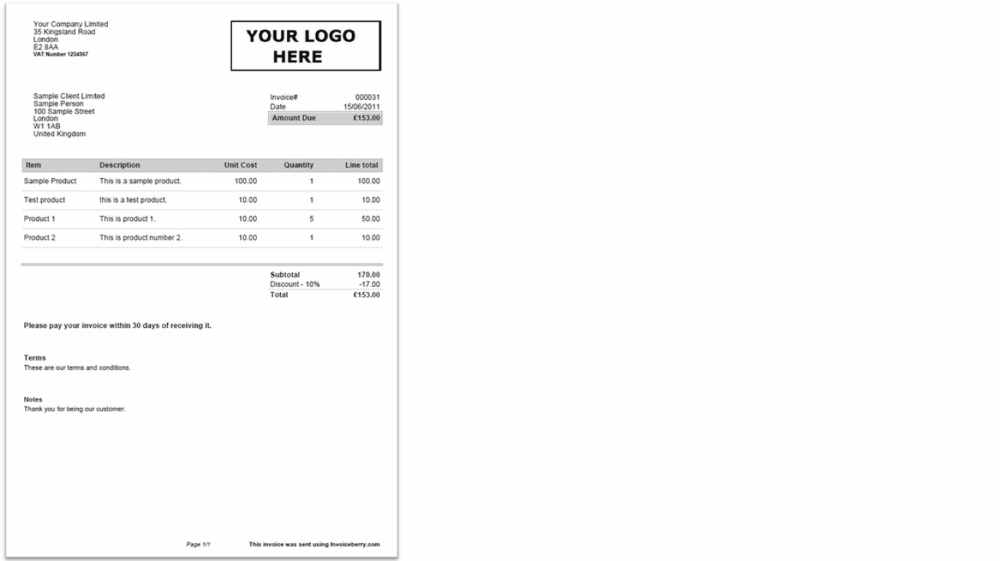 Your Company Limited
35 Kingsland Road
London
E2 8AA
VAT Number 1234567
YOUR LOGO
HERE
Sample Client Limited
Sample Person
100 Sample Street
London
W1 1AB
United Kingdom
Invoice# 000031
Date 15/06/2011
Amount Due £153.00
Item Description Unit Cost Quantity Line total
Sample Product This is a sample product. 100.00 1 100.00
Test product this is a test product. 10.00 1 10.00
Product 1 This is product 1. 10.00 5 50.00
Product 2 This is product number 2. 10.00 1 10.00
Subtotal 170.00
Discount - 10% -17.00
Total £153.00
Please pay your invoice within 30 days of receiving it.
Terms
These are our terms and conditions.
Notes
Thank you for being our customer.
Page 1/1 This invoice was sent using Invoiceberry.com